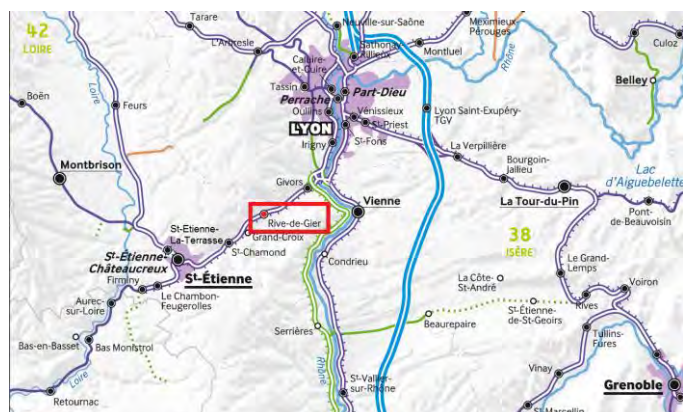 42
LOIRE
Tarare
L'Arbresle
Neuville-sur-Saône
Sathonay
Rillieux
Montluel
Meximieux
Pérouges
Culoz
Rhône
Belley
Loire
Boën
Feurs
Caluire-
et-Cuire
Tassin
Part-Dieu
Perrache
Oullins
Vénissieux
LYON
St-Priest
Lyon Saint-Exupéry-
TGV
Irigny
St-Fons
La Verpillière
Bourgoin-
Jallieu
Lac
d'Aiguebelette
Montbrison
Givors
Vienne
La Tour-du-Pin
Pont-
de-Beauvoisin
Rive-de-Gier
Grand-Croix
St-Etienne-
La-Terrasse
St-Chamond
38
(ISÈRE)
St-Étienne-
Châteaucreux
St-Étienne
Condrieu
Le Grand-
Lemps
Firminy
Le Chambon-
Feugerolles
La Côte-
St-André
Voiron
Aurec-
sur-Loire
St-Étienne-
de-St-Geoirs
Rives
Serrières
Beaurepaire
Bas-en-Basset
Bas Monistrol
Tullins-
Fures
Rhône
Loire
St-Vallier-
sur-Rhône
Vinay
Grenoble
Retournac
St-Marcellin